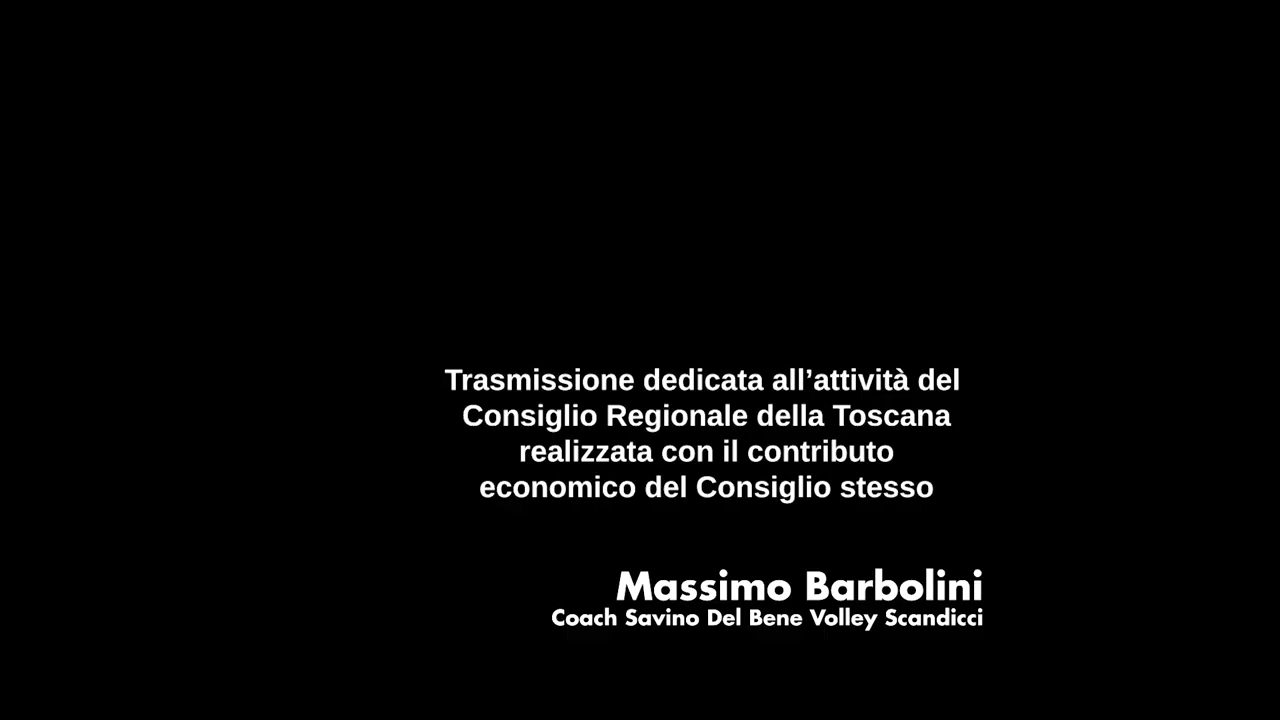 Trasmissione dedicata all’attività del
Consiglio Regionale della Toscana
realizzata con il contributo
economico del Consiglio stesso
Massimo Barbolini
Coach Savino Del Bene Volley Scandicci